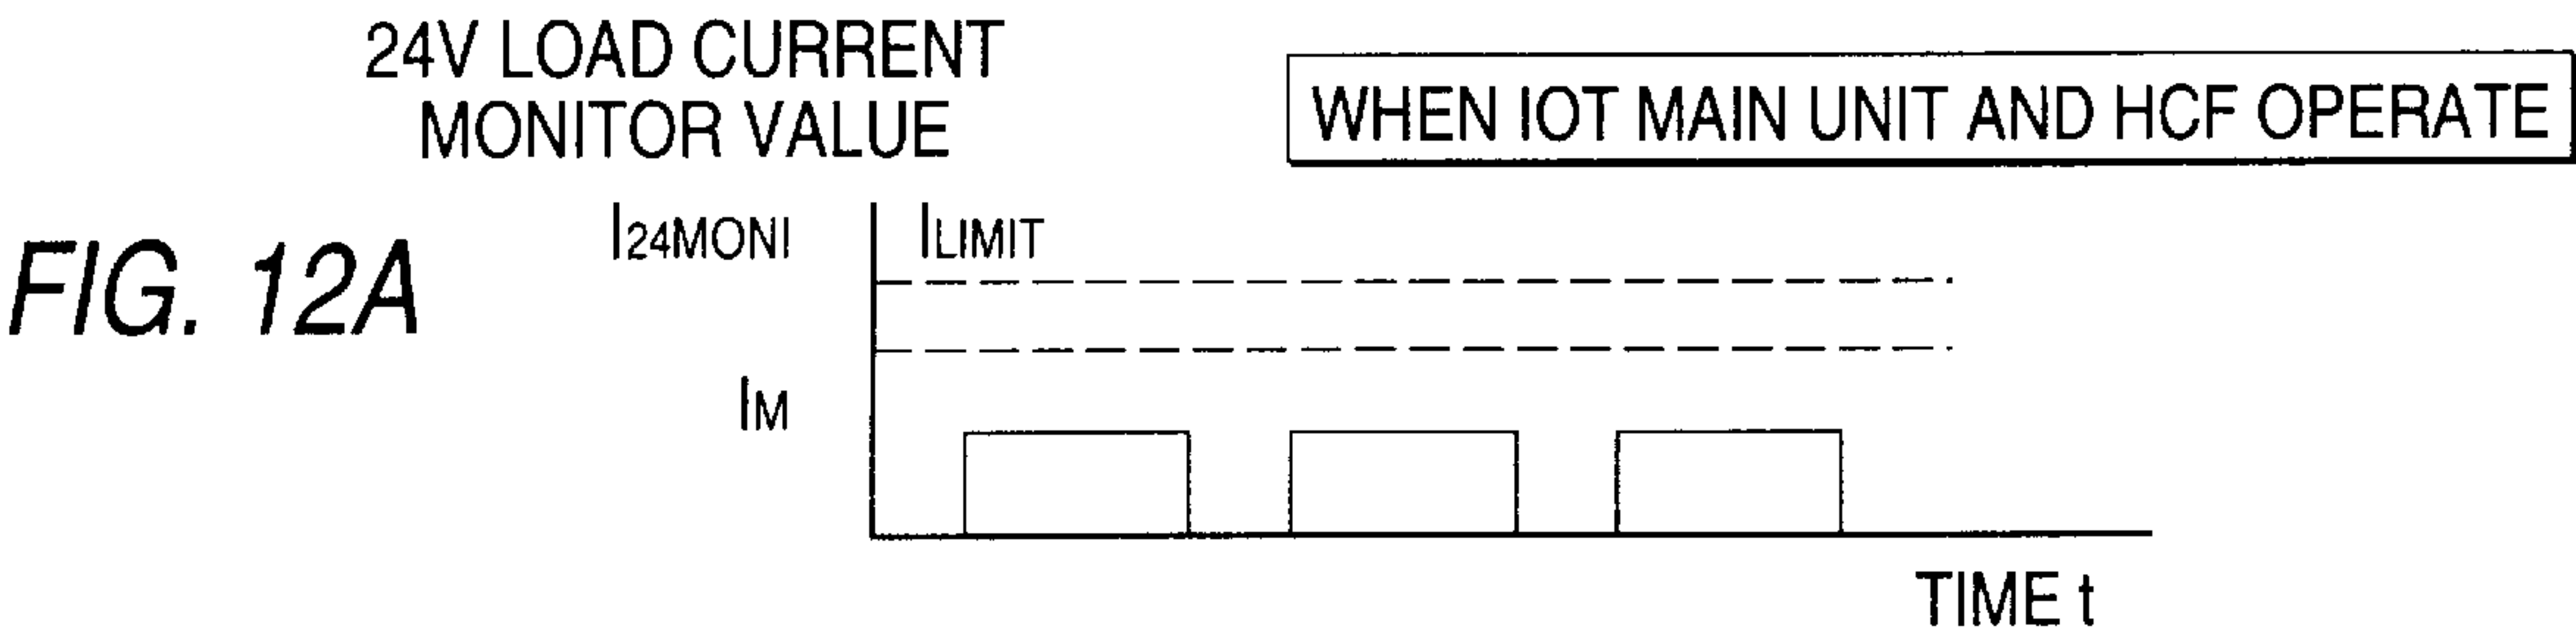 24V LOAD CURRENT
MONITOR VALUE
WHEN IOT MAIN UNIT AND HCF OPERATE
FIG. 12A
I24MONI
ILIMIT
IM
TIME t